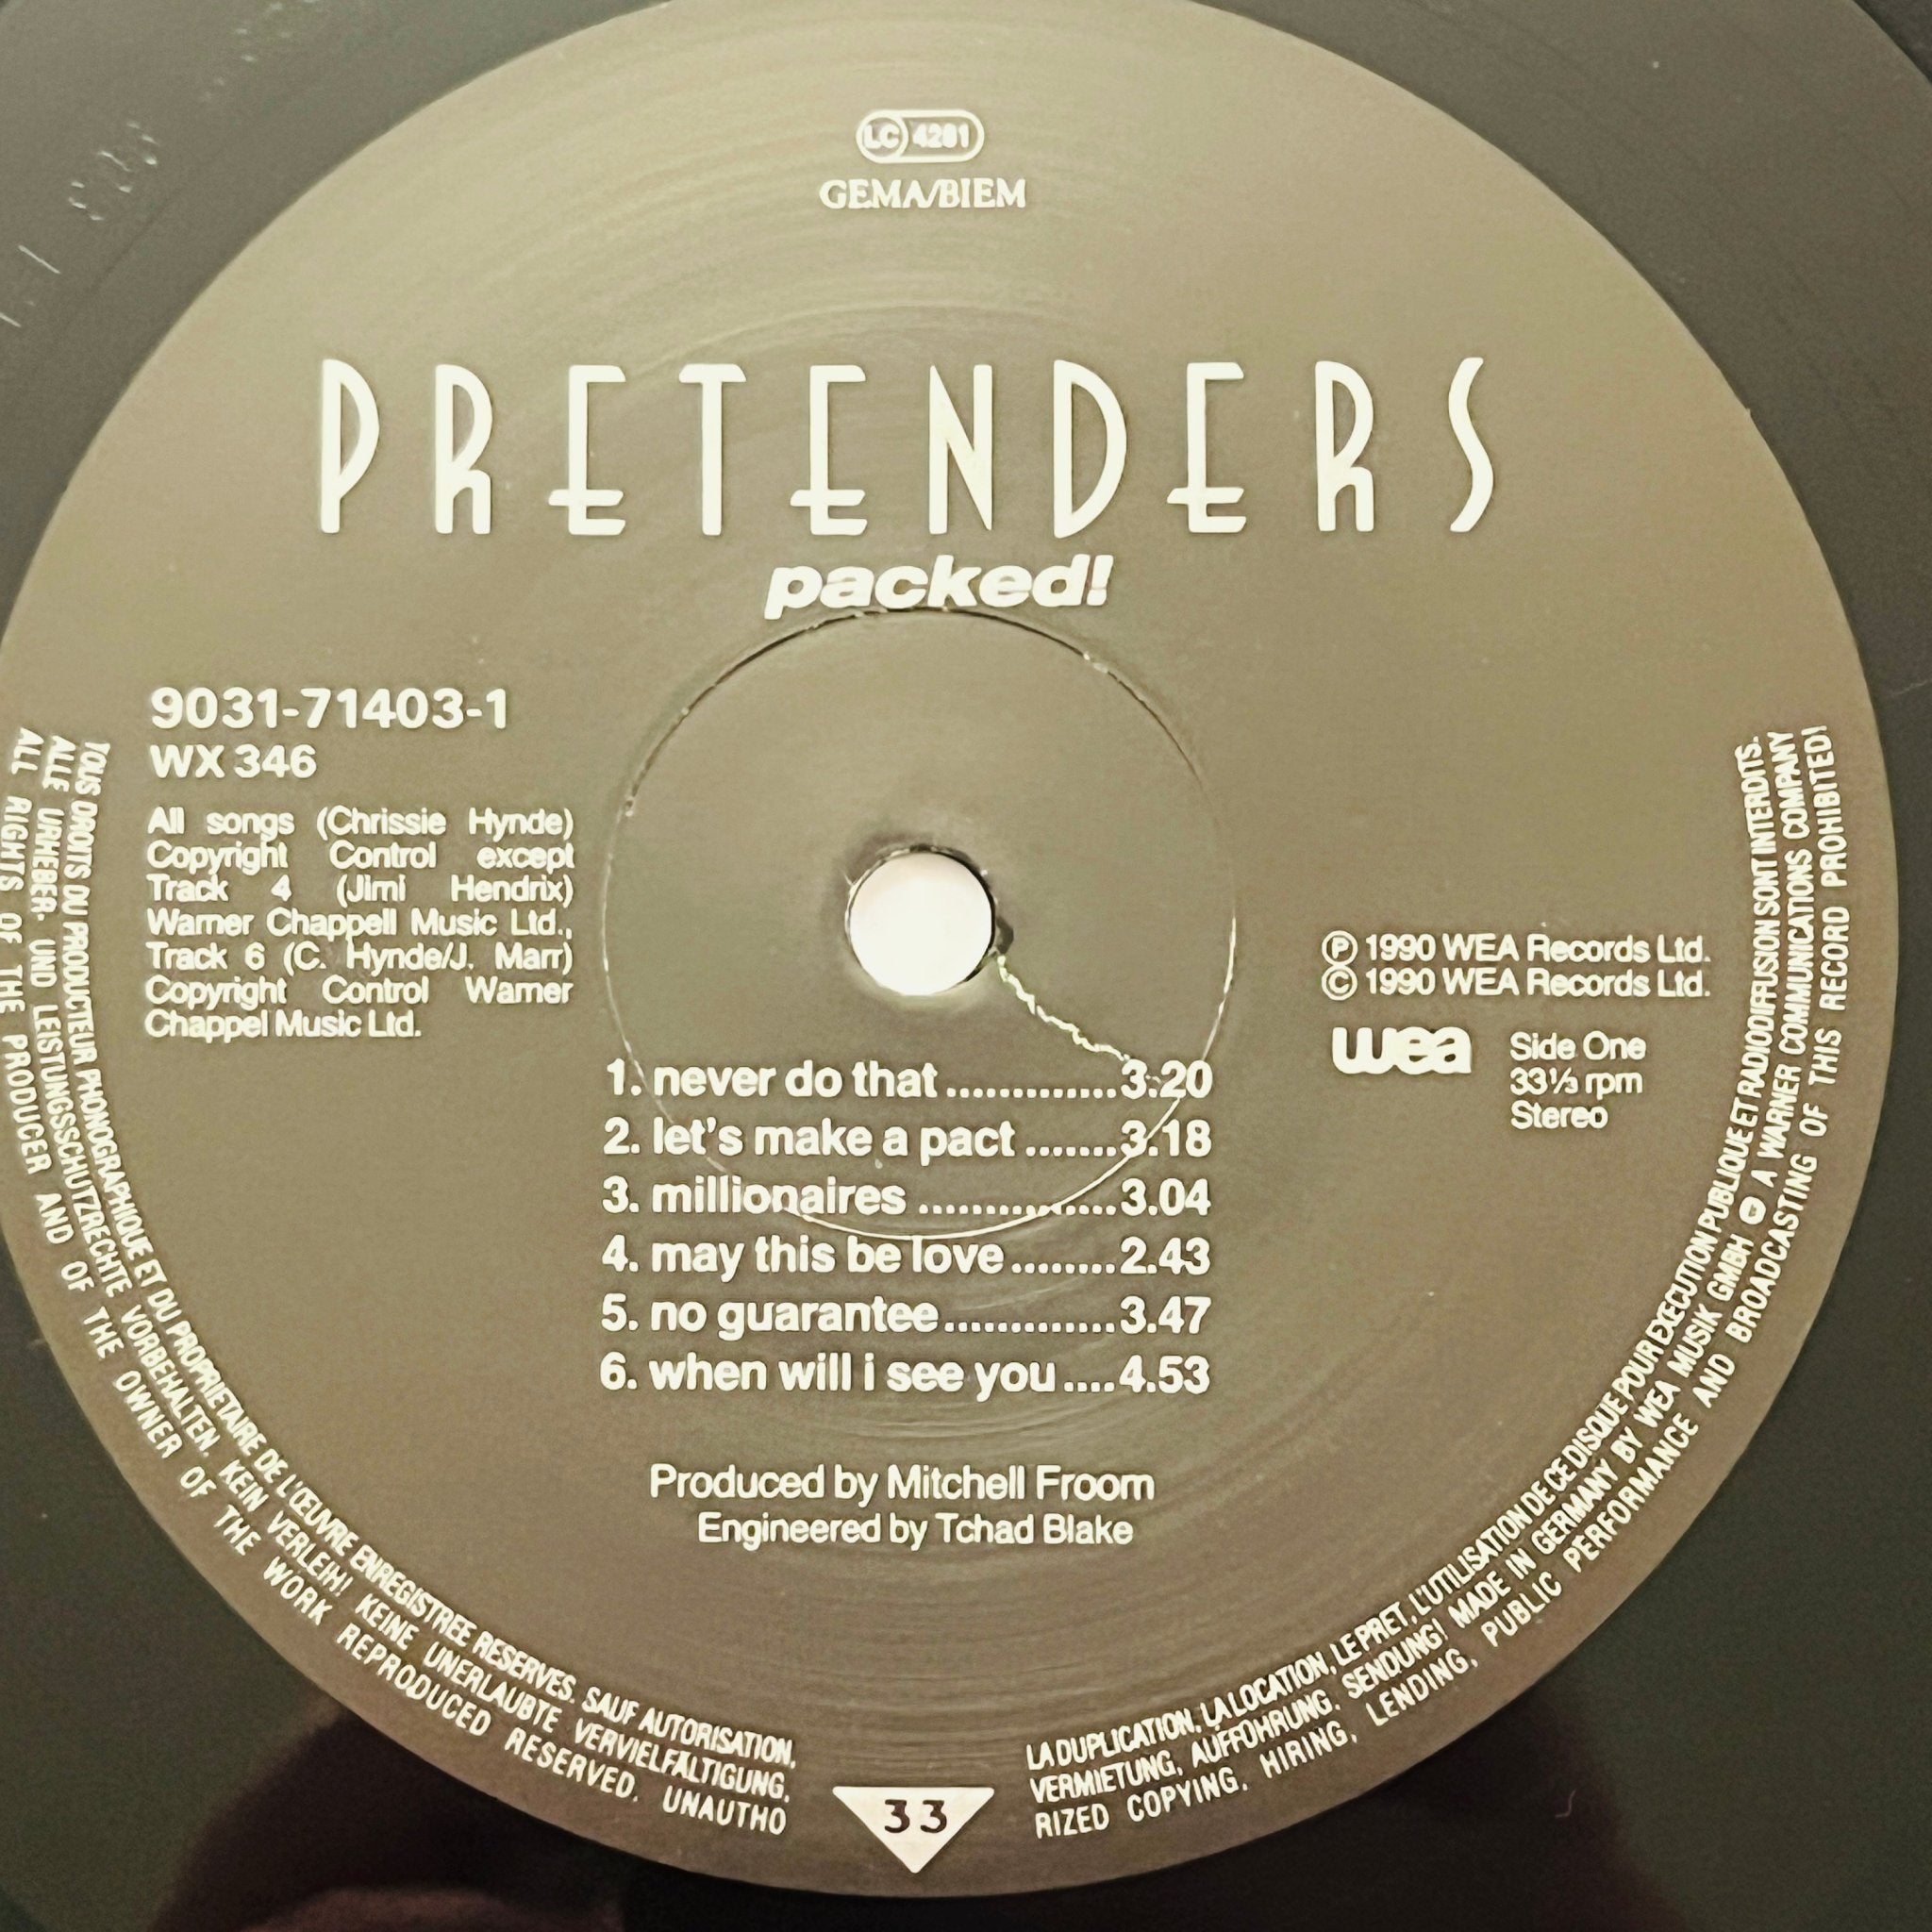 LC 4281
GEMA/BIEM
PRETENDERS
packed!
9031-71403-1
WX 346
All songs (Chrissie Hynde)
Copyright Control except
Track 4 (Jimi Hendrix)
Warner Chappell Music Ltd.,
Track 6 (C. Hynde/J. Marr)
Copyright Control Warner
Chappel Music Ltd.
Ⓟ 1990 WEA Records Ltd.
© 1990 WEA Records Ltd.
wea
Side One
33⅓ rpm
Stereo
1. never do that..............3.20
2. let's make a pact.......3.18
3. millionaires................3.04
4. may this be love........2.43
5. no guarantee..............3.47
6. when will i see you....4.53
Produced by Mitchell Froom
Engineered by Tchad Blake
TOUS DROITS DU PRODUCTEUR PHONOGRAPHIQUE ET DU PROPRIETAIRE DE L'ŒUVRE ENREGISTREE RESERVES. SAUF AUTORISATION, LA DUPLICATION, LA LOCATION, LE PRET, L'UTILISATION DE CE DISQUE POUR EXECUTION PUBLIQUE ET RADIODIFFUSION SONT INTERDITS.
ALLE URHEBER- UND LEISTUNGSSCHUTZRECHTE VORBEHALTEN. KEIN VERLEIH! KEINE UNERLAUBTE VERVIELFÄLTIGUNG, VERMIETUNG, AUFFÜHRUNG, SENDUNG! MADE IN GERMANY BY WEA MUSIK GMBH A WARNER COMMUNICATIONS COMPANY
ALL RIGHTS OF THE PRODUCER AND OF THE OWNER OF THE WORK REPRODUCED RESERVED. UNAUTHORIZED COPYING, HIRING, LENDING, PUBLIC PERFORMANCE AND BROADCASTING OF THIS RECORD PROHIBITED!
33